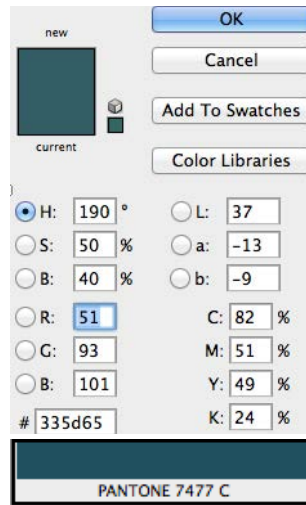 new
OK
Cancel
Add To Swatches
current
Color Libraries
H: 190 ° L: 37
S: 50 % a: -13
B: 40 % b: -9
R: 51 C: 82 %
G: 93 M: 51 %
B: 101 Y: 49 %
# 335d65 K: 24 %
PANTONE 7477 C